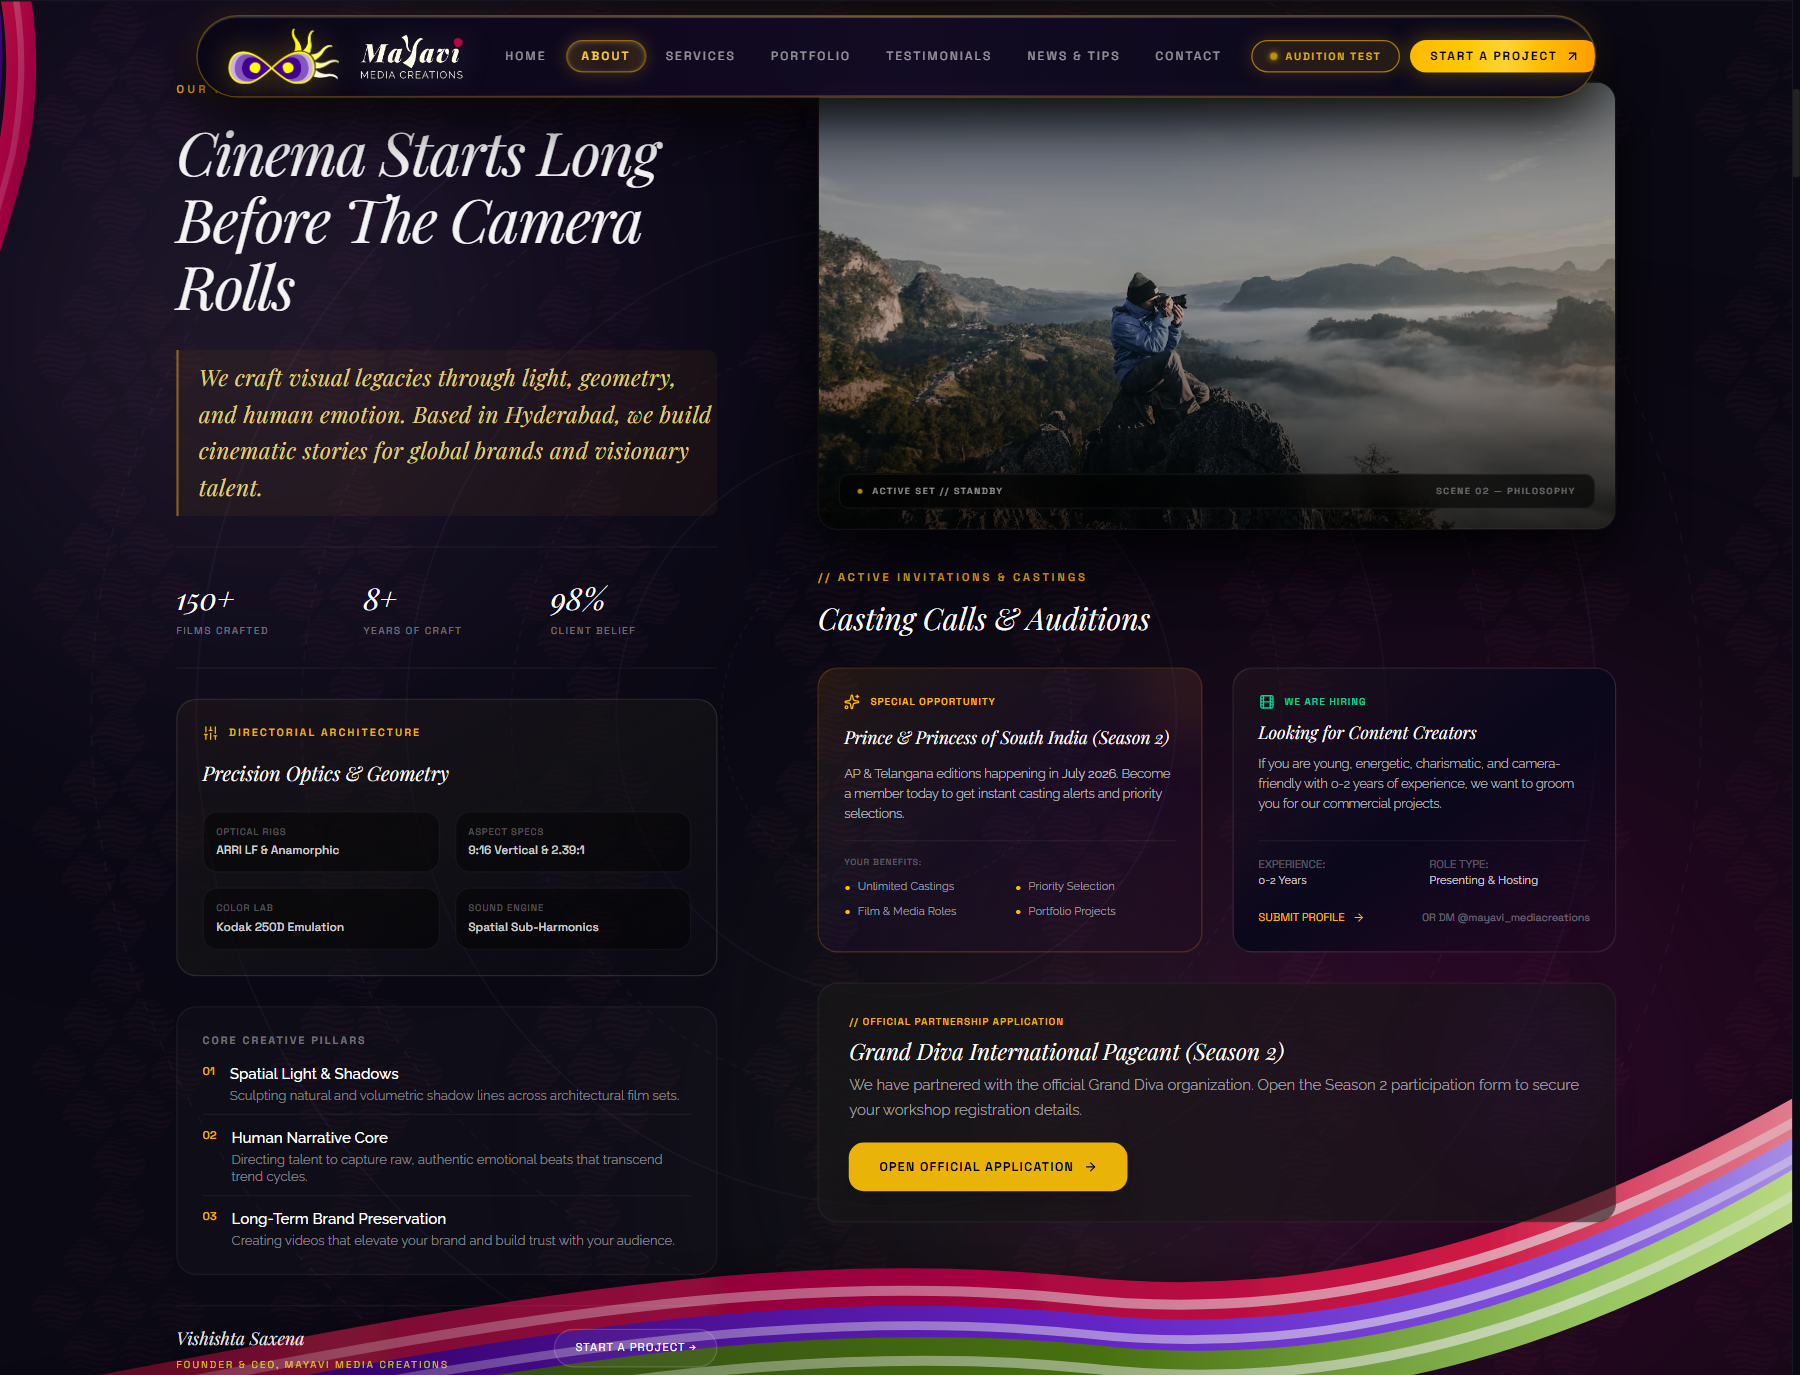 MaYavi
MEDIA CREATIONS
HOME
ABOUT
SERVICES
PORTFOLIO
TESTIMONIALS
NEWS & TIPS
CONTACT
AUDITION TEST
START A PROJECT
OUR
Cinema Starts Long
Before The Camera
Rolls
We craft visual legacies through light, geometry,
and human emotion. Based in Hyderabad, we build
cinematic stories for global brands and visionary
talent.
150+
FILMS CRAFTED
8+
YEARS OF CRAFT
98%
CLIENT BELIEF
DIRECTORIAL ARCHITECTURE
Precision Optics & Geometry
OPTICAL RIGS
ARRI LF & Anamorphic
ASPECT SPECS
9:16 Vertical & 2.39:1
COLOR LAB
Kodak 250D Emulation
SOUND ENGINE
Spatial Sub-Harmonics
CORE CREATIVE PILLARS
01 Spatial Light & Shadows
Sculpting natural and volumetric shadow lines across architectural film sets.
02 Human Narrative Core
Directing talent to capture raw, authentic emotional beats that transcend
trend cycles.
03 Long-Term Brand Preservation
Creating videos that elevate your brand and build trust with your audience.
Vishishta Saxena
FOUNDER & CEO, MAYAVI MEDIA CREATIONS
START A PROJECT →
ACTIVE SET // STANDBY
SCENE 02 — PHILOSOPHY
// ACTIVE INVITATIONS & CASTINGS
Casting Calls & Auditions
SPECIAL OPPORTUNITY
Prince & Princess of South India (Season 2)
AP & Telangana editions happening in July 2026. Become
a member today to get instant casting alerts and priority
selections.
YOUR BENEFITS:
• Unlimited Castings
• Priority Selection
• Film & Media Roles
• Portfolio Projects
WE ARE HIRING
Looking for Content Creators
If you are young, energetic, charismatic, and camera-
friendly with 0-2 years of experience, we want to groom
you for our commercial projects.
EXPERIENCE:
0-2 Years
ROLE TYPE:
Presenting & Hosting
SUBMIT PROFILE →
OR DM @mayavi_mediacreations
// OFFICIAL PARTNERSHIP APPLICATION
Grand Diva International Pageant (Season 2)
We have partnered with the official Grand Diva organization. Open the Season 2 participation form to secure
your workshop registration details.
OPEN OFFICIAL APPLICATION →